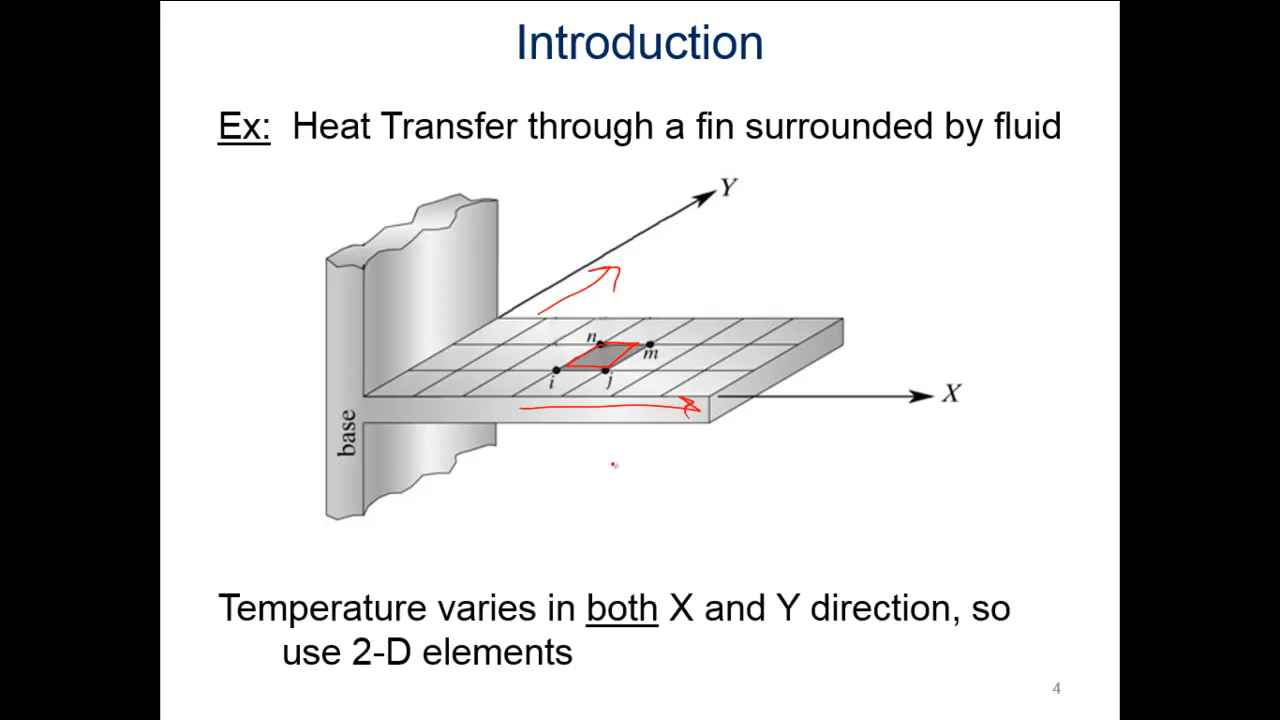 Introduction
Ex: Heat Transfer through a fin surrounded by fluid
Y
n
m
i
j
X
base
Temperature varies in both X and Y direction, so
use 2-D elements
4